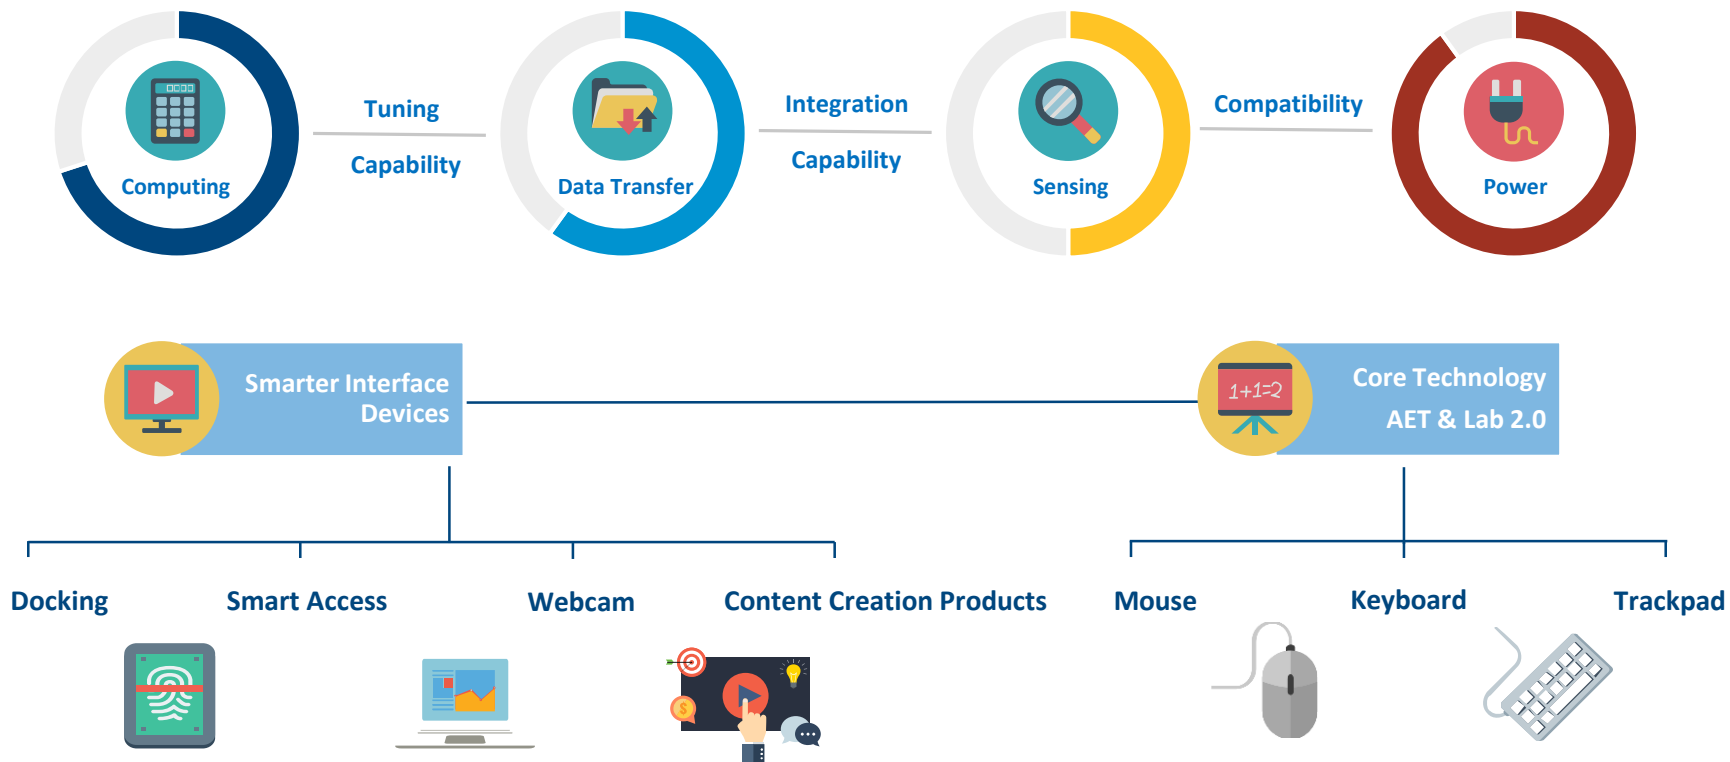 Computing
Tuning
Capability
Data Transfer
Integration
Capability
Sensing
Compatibility
Power
Smarter Interface
Devices
1+1=2
Core Technology
AET & Lab 2.0
Docking
Smart Access
Webcam
Content Creation Products
Mouse
Keyboard
Trackpad
$